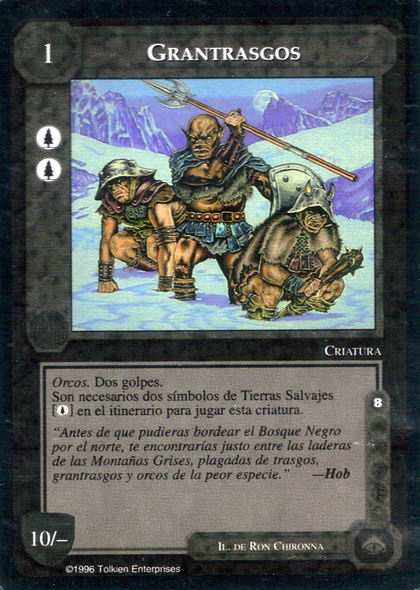 1
GRANTRASGOS
CRIATURA
Orcos. Dos golpes.
Son necesarios dos símbolos de Tierras Salvajes
[ ] en el itinerario para jugar esta criatura.
8
“Antes de que pudieras bordear el Bosque Negro
por el norte, te encontrarías justo entre las laderas
de las Montañas Grises, plagadas de trasgos,
grantrasgos y orcos de la peor especie.” —Hob
10/–
IL. DE RON CHIRONNA
©1996 Tolkien Enterprises